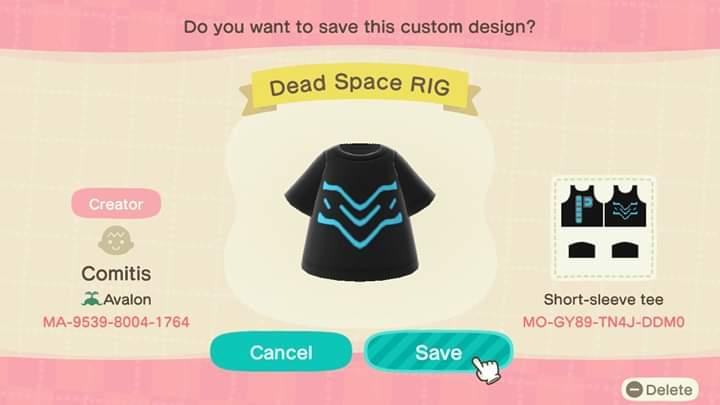 Do you want to save this custom design?
Dead Space RIG
Creator
Comitis
Avalon
MA-9539-8004-1764
Short-sleeve tee
MO-GY89-TN4J-DDM0
Cancel
Save
Delete